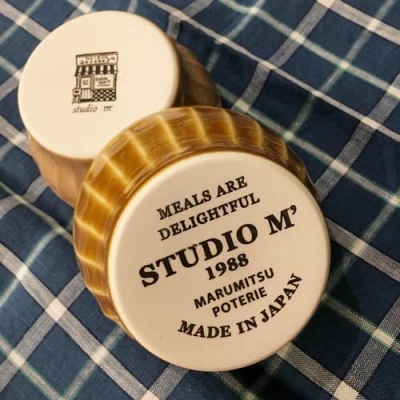 studio m'
MEALS ARE
DELIGHTFUL
STUDIO M'
1988
MARUMITSU
POTERIE
MADE IN JAPAN